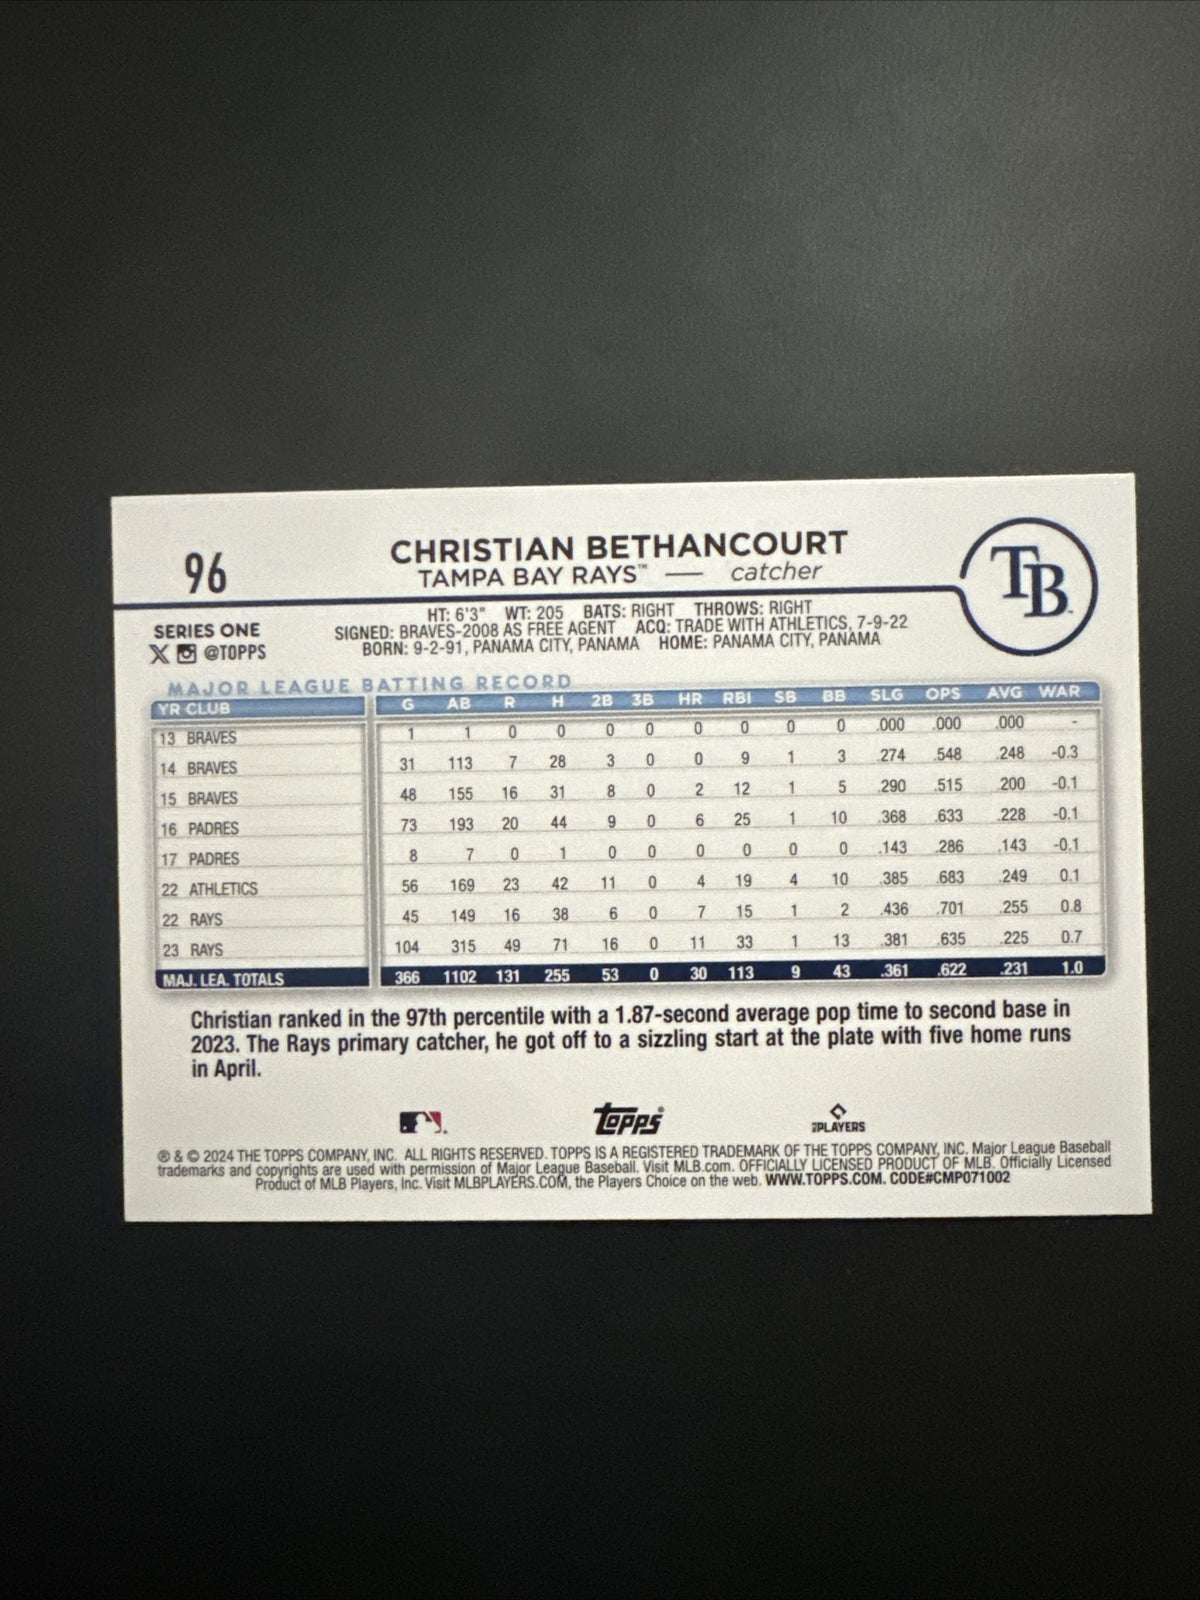 96
CHRISTIAN BETHANCOURT
TAMPA BAY RAYS™ — catcher
TB
SERIES ONE
@TOPPS
HT: 6'3" WT: 205 BATS: RIGHT THROWS: RIGHT
SIGNED: BRAVES-2008 AS FREE AGENT ACQ: TRADE WITH ATHLETICS, 7-9-22
BORN: 9-2-91, PANAMA CITY, PANAMA HOME: PANAMA CITY, PANAMA
MAJOR LEAGUE BATTING RECORD
YR CLUB G AB R H 2B 3B HR RBI SB BB SLG OPS AVG WAR
13 BRAVES 1 1 0 0 0 0 0 0 0 0 .000 .000 .000 -
14 BRAVES 31 113 7 28 3 0 0 9 1 3 .274 .548 .248 -0.3
15 BRAVES 48 155 16 31 8 0 2 12 1 5 .290 .515 .200 -0.1
16 PADRES 73 193 20 44 9 0 6 25 1 10 .368 .633 .228 -0.1
17 PADRES 8 7 0 1 0 0 0 0 0 0 .143 .286 .143 -0.1
22 ATHLETICS 56 169 23 42 11 0 4 19 4 10 .385 .683 .249 0.1
22 RAYS 45 149 16 38 6 0 7 15 1 2 .436 .701 .255 0.8
23 RAYS 104 315 49 71 16 0 11 33 1 13 .381 .635 .225 0.7
MAJ. LEA. TOTALS 366 1102 131 255 53 0 30 113 9 43 .361 .622 .231 1.0
Christian ranked in the 97th percentile with a 1.87-second average pop time to second base in
2023. The Rays primary catcher, he got off to a sizzling start at the plate with five home runs
in April.
Topps®
PLAYERS
® & © 2024 THE TOPPS COMPANY, INC. ALL RIGHTS RESERVED. TOPPS IS A REGISTERED TRADEMARK OF THE TOPPS COMPANY, INC. Major League Baseball
trademarks and copyrights are used with permission of Major League Baseball. Visit MLB.com. OFFICIALLY LICENSED PRODUCT OF MLB. Officially Licensed
Product of MLB Players, Inc. Visit MLBPLAYERS.COM, the Players Choice on the web. WWW.TOPPS.COM. CODE#CMP071002